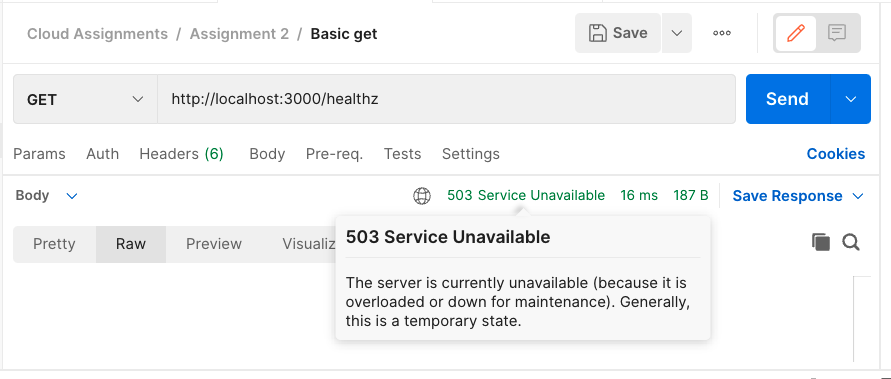 Cloud Assignments / Assignment 2 / Basic get
Save
GET
http://localhost:3000/healthz
Send
Params Auth Headers (6) Body Pre-req. Tests Settings Cookies
Body 503 Service Unavailable 16 ms 187 B Save Response
Pretty Raw Preview Visualiz
503 Service Unavailable
The server is currently unavailable (because it is
overloaded or down for maintenance). Generally,
this is a temporary state.